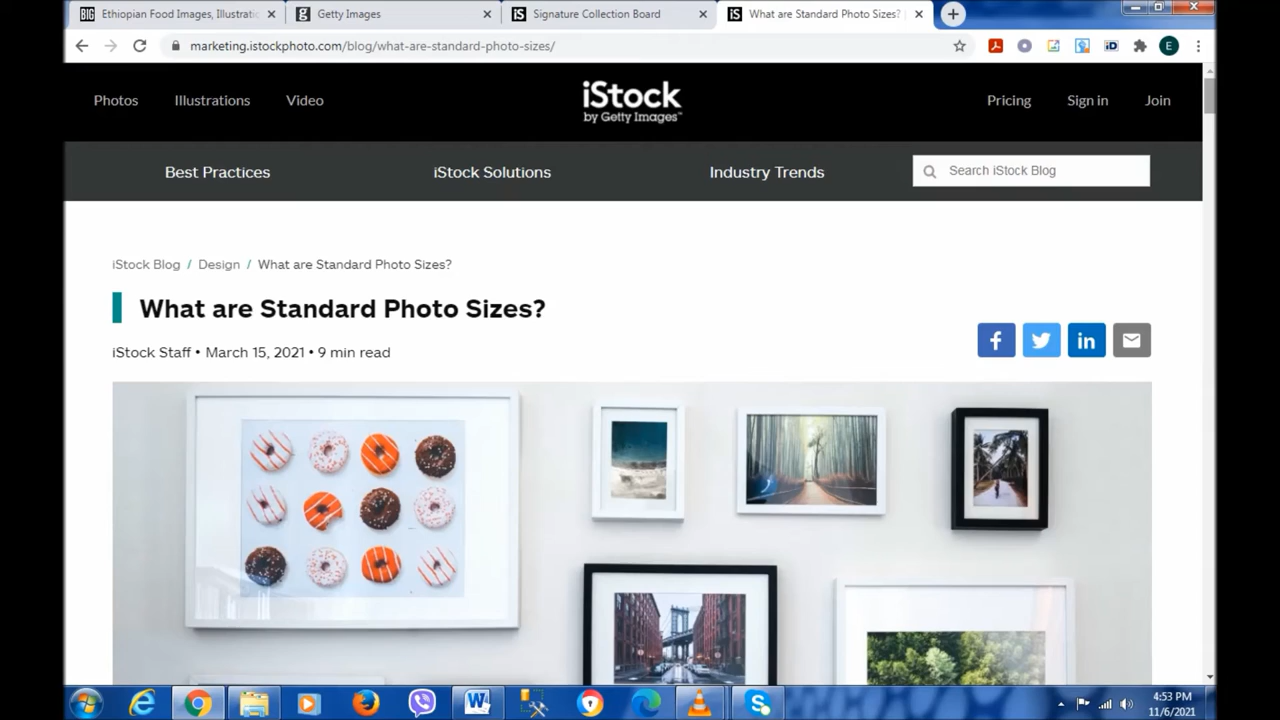 Ethiopian Food Images, Illustratic
Getty Images
Signature Collection Board
What are Standard Photo Sizes? |
marketing.istockphoto.com/blog/what-are-standard-photo-sizes/
Photos
Illustrations
Video
iStock
by Getty Images™
Pricing
Sign in
Join
Best Practices
iStock Solutions
Industry Trends
Search iStock Blog
iStock Blog / Design / What are Standard Photo Sizes?
What are Standard Photo Sizes?
iStock Staff • March 15, 2021 • 9 min read
4:53 PM
11/6/2021